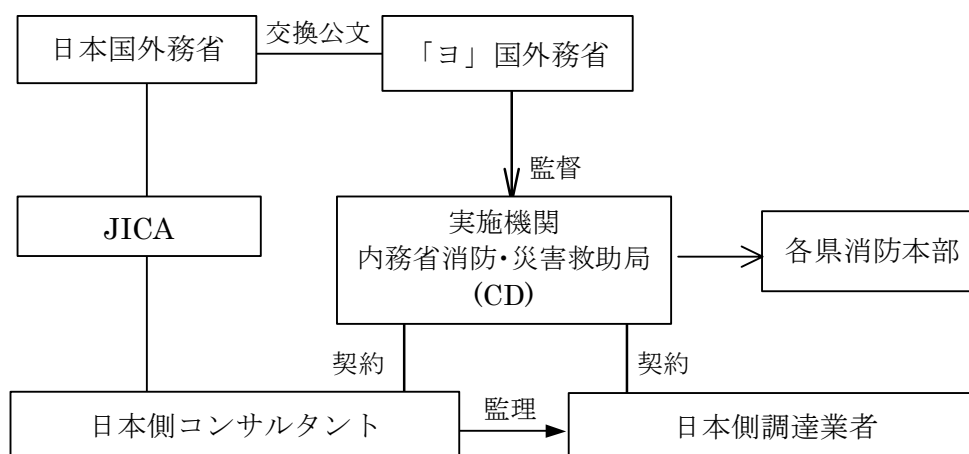 日本国外務省
交換公文
「ヨ」国外務省
監督
JICA
実施機関
内務省消防・災害救助局
(CD)
各県消防本部
契約
契約
日本側コンサルタント
監理
日本側調達業者